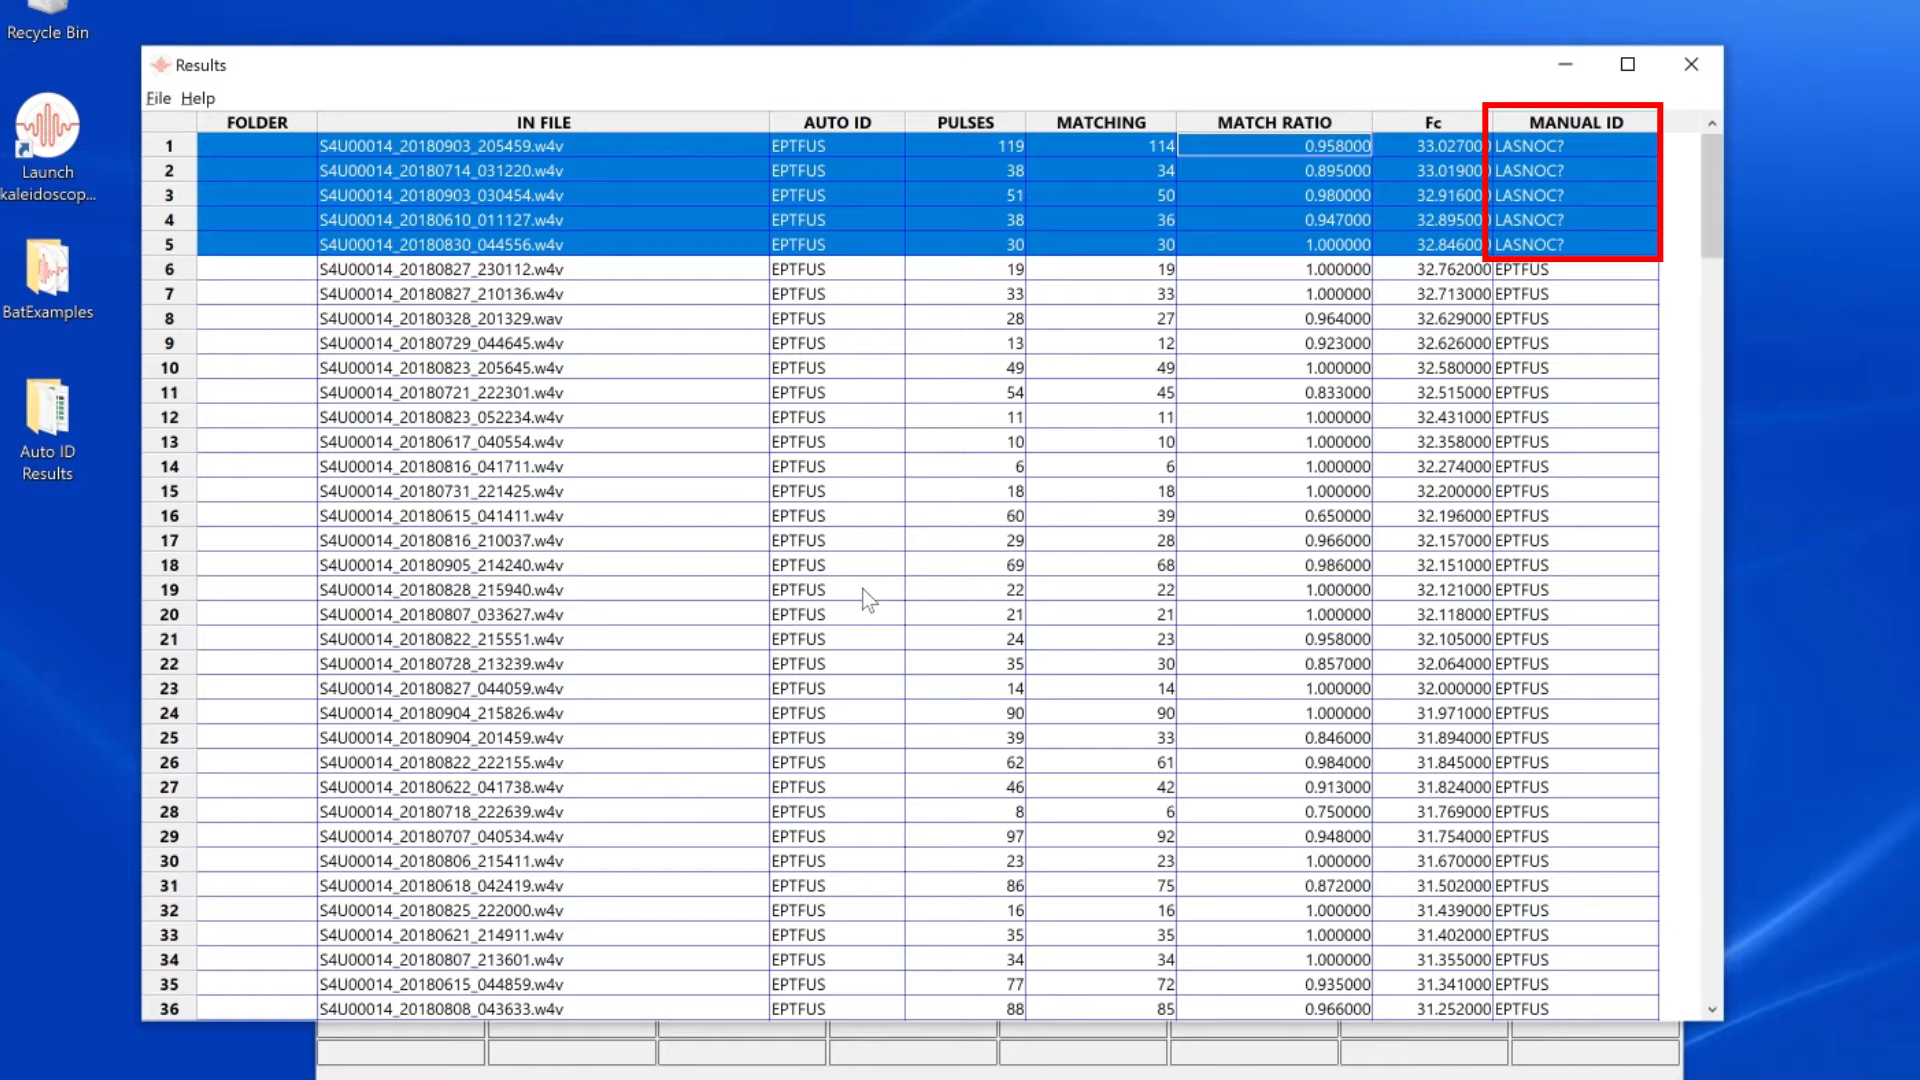 Recycle Bin
Launch
kaleidoscop...
BatExamples
Auto ID
Results
Results
File Help
FOLDER IN FILE AUTO ID PULSES MATCHING MATCH RATIO Fc MANUAL ID
1 S4U00014_20180903_205459.w4v EPTFUS 119 114 0.958000 33.027000 LASNOC?
2 S4U00014_20180714_031220.w4v EPTFUS 38 34 0.895000 33.019000 LASNOC?
3 S4U00014_20180903_030454.w4v EPTFUS 51 50 0.980000 32.916000 LASNOC?
4 S4U00014_20180610_011127.w4v EPTFUS 38 36 0.947000 32.895000 LASNOC?
5 S4U00014_20180830_044556.w4v EPTFUS 30 30 1.000000 32.846000 LASNOC?
6 S4U00014_20180827_230112.w4v EPTFUS 19 19 1.000000 32.762000 EPTFUS
7 S4U00014_20180827_210136.w4v EPTFUS 33 33 1.000000 32.713000 EPTFUS
8 S4U00014_20180328_201329.wav EPTFUS 28 27 0.964000 32.629000 EPTFUS
9 S4U00014_20180729_044645.w4v EPTFUS 13 12 0.923000 32.626000 EPTFUS
10 S4U00014_20180823_205645.w4v EPTFUS 49 49 1.000000 32.580000 EPTFUS
11 S4U00014_20180721_222301.w4v EPTFUS 54 45 0.833000 32.515000 EPTFUS
12 S4U00014_20180823_052234.w4v EPTFUS 11 11 1.000000 32.431000 EPTFUS
13 S4U00014_20180617_040554.w4v EPTFUS 10 10 1.000000 32.358000 EPTFUS
14 S4U00014_20180816_041711.w4v EPTFUS 6 6 1.000000 32.274000 EPTFUS
15 S4U00014_20180731_221425.w4v EPTFUS 18 18 1.000000 32.200000 EPTFUS
16 S4U00014_20180615_041411.w4v EPTFUS 60 39 0.650000 32.196000 EPTFUS
17 S4U00014_20180816_210037.w4v EPTFUS 29 28 0.966000 32.157000 EPTFUS
18 S4U00014_20180905_214240.w4v EPTFUS 69 68 0.986000 32.151000 EPTFUS
19 S4U00014_20180828_215940.w4v EPTFUS 22 22 1.000000 32.121000 EPTFUS
20 S4U00014_20180807_033627.w4v EPTFUS 21 21 1.000000 32.118000 EPTFUS
21 S4U00014_20180822_215551.w4v EPTFUS 24 23 0.958000 32.105000 EPTFUS
22 S4U00014_20180728_213239.w4v EPTFUS 35 30 0.857000 32.064000 EPTFUS
23 S4U00014_20180827_044059.w4v EPTFUS 14 14 1.000000 32.000000 EPTFUS
24 S4U00014_20180904_215826.w4v EPTFUS 90 90 1.000000 31.971000 EPTFUS
25 S4U00014_20180904_201459.w4v EPTFUS 39 33 0.846000 31.894000 EPTFUS
26 S4U00014_20180822_222155.w4v EPTFUS 62 61 0.984000 31.845000 EPTFUS
27 S4U00014_20180622_041738.w4v EPTFUS 46 42 0.913000 31.824000 EPTFUS
28 S4U00014_20180718_222639.w4v EPTFUS 8 6 0.750000 31.769000 EPTFUS
29 S4U00014_20180707_040534.w4v EPTFUS 97 92 0.948000 31.754000 EPTFUS
30 S4U00014_20180806_215411.w4v EPTFUS 23 23 1.000000 31.670000 EPTFUS
31 S4U00014_20180618_042419.w4v EPTFUS 86 75 0.872000 31.502000 EPTFUS
32 S4U00014_20180825_222000.w4v EPTFUS 16 16 1.000000 31.439000 EPTFUS
33 S4U00014_20180621_214911.w4v EPTFUS 35 35 1.000000 31.402000 EPTFUS
34 S4U00014_20180807_213601.w4v EPTFUS 34 34 1.000000 31.355000 EPTFUS
35 S4U00014_20180615_044859.w4v EPTFUS 77 72 0.935000 31.341000 EPTFUS
36 S4U00014_20180808_043633.w4v EPTFUS 88 85 0.966000 31.252000 EPTFUS